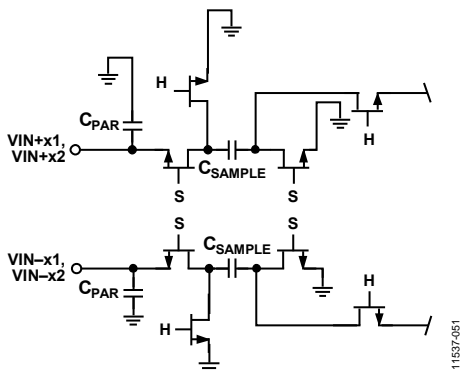 H
C_PAR
H
VIN+x1,
VIN+x2
C_SAMPLE
S
S
S
S
VIN–x1,
VIN–x2
C_SAMPLE
C_PAR
H
H
11537-051